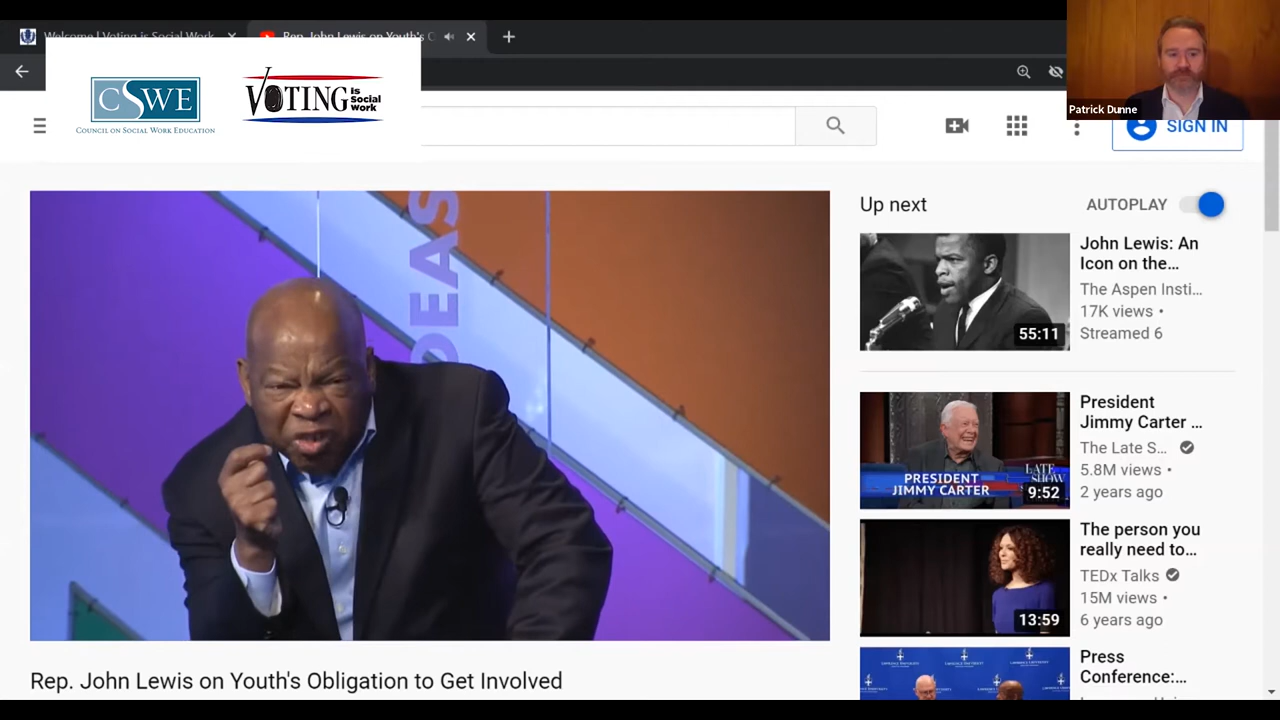 Welcome | Voting is Social Work
Rep. John Lewis on Youth's O
CSWE
COUNCIL ON SOCIAL WORK EDUCATION
VOTING is Social Work
Patrick Dunne
SIGN IN
IDEAS
Up next
AUTOPLAY
John Lewis: An
Icon on the...
The Aspen Insti...
17K views •
Streamed 6
55:11
President
Jimmy Carter ...
The Late S...
5.8M views •
2 years ago
PRESIDENT
JIMMY CARTER
LATE
SHOW
9:52
The person you
really need to...
TEDx Talks
15M views •
6 years ago
13:59
Press
Conference:...
Rep. John Lewis on Youth's Obligation to Get Involved